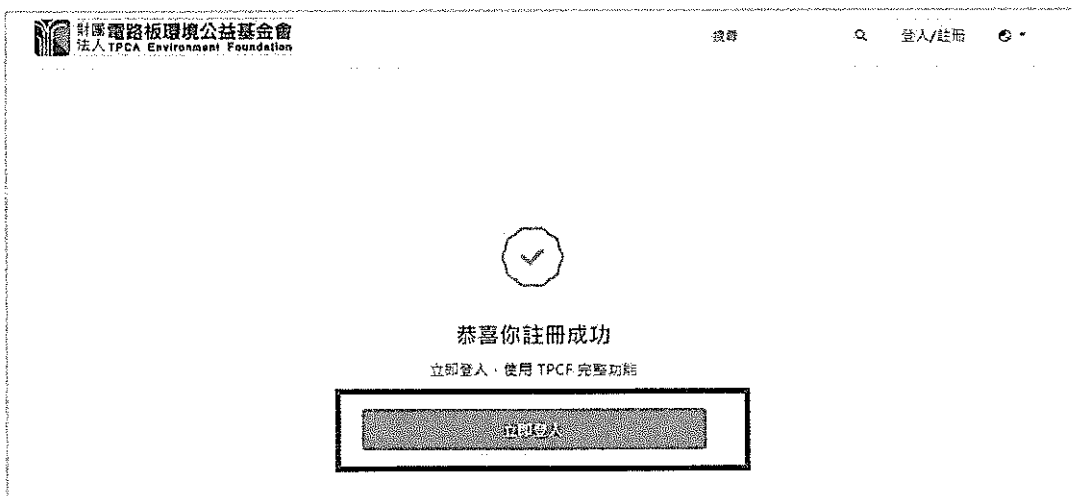 財團法人 電路板環境公益基金會
TPCA Environment Foundation
搜尋
登入/註冊
恭喜你註冊成功
立即登入，使用 TPCF 完整功能
立即登入